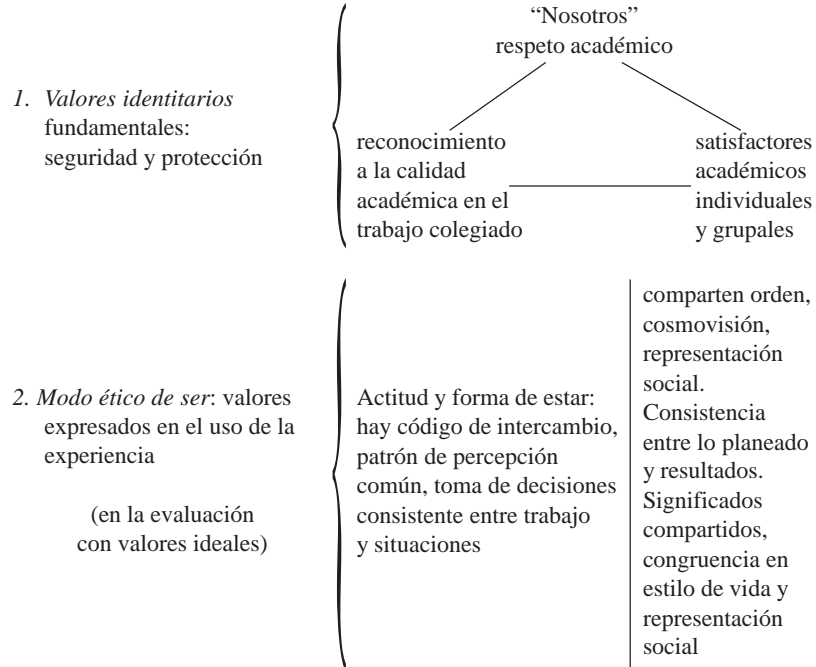 “Nosotros”
respeto académico
1. Valores identitarios
fundamentales:
seguridad y protección
reconocimiento
a la calidad
académica en el
trabajo colegiado
satisfactores
académicos
individuales
y grupales
2. Modo ético de ser: valores
expresados en el uso de la
experiencia
(en la evaluación
con valores ideales)
Actitud y forma de estar:
hay código de intercambio,
patrón de percepción
común, toma de decisiones
consistente entre trabajo
y situaciones
comparten orden,
cosmovisión,
representación
social.
Consistencia
entre lo planeado
y resultados.
Significados
compartidos,
congruencia en
estilo de vida y
representación
social